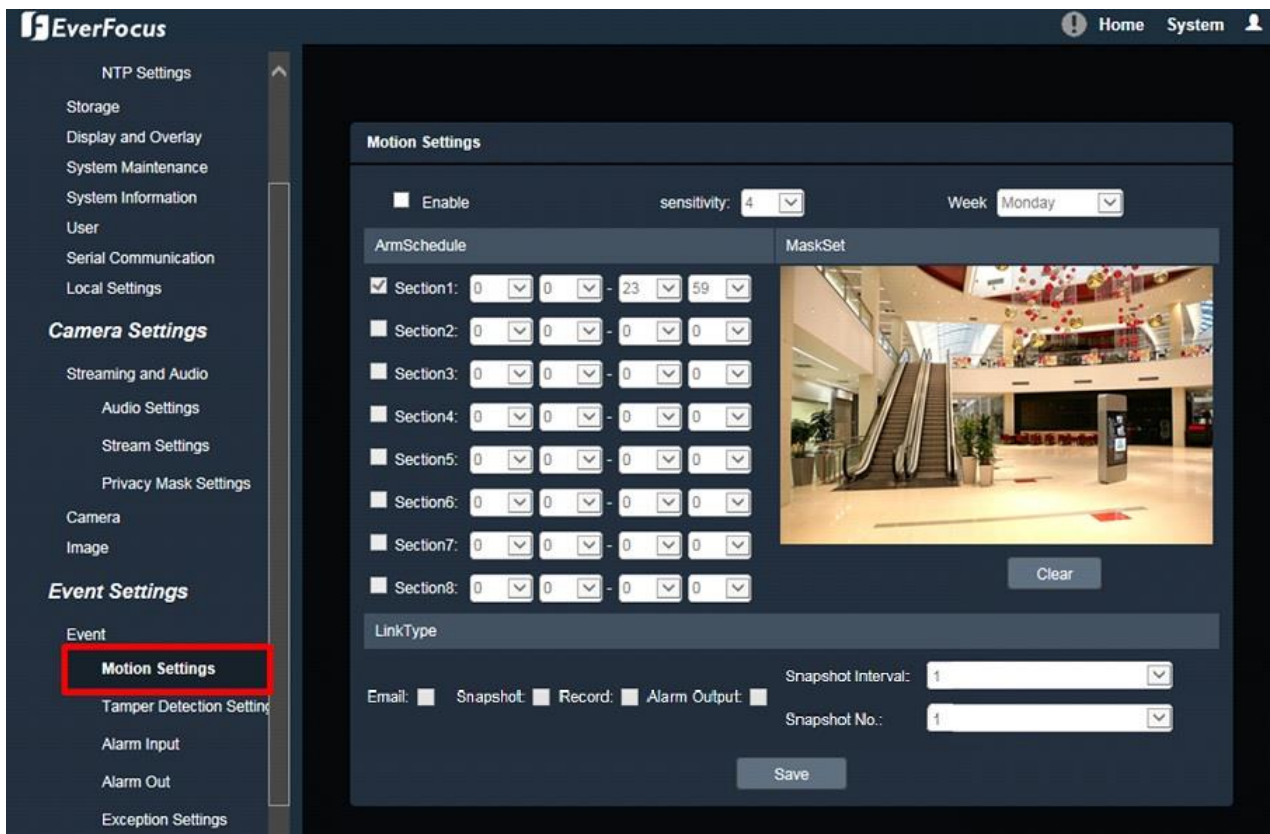 EverFocus
Home System
NTP Settings
Storage
Display and Overlay
System Maintenance
System Information
User
Serial Communication
Local Settings
Camera Settings
Streaming and Audio
Audio Settings
Stream Settings
Privacy Mask Settings
Camera
Image
Event Settings
Event
Motion Settings
Tamper Detection Setting
Alarm Input
Alarm Out
Exception Settings
Motion Settings
Enable sensitivity: 4 Week Monday
ArmSchedule MaskSet
Section1: 0 0 - 23 59
Section2: 0 0 - 0 0
Section3: 0 0 - 0 0
Section4: 0 0 - 0 0
Section5: 0 0 - 0 0
Section6: 0 0 - 0 0
Section7: 0 0 - 0 0
Section8: 0 0 - 0 0
Clear
LinkType
Email: Snapshot: Record: Alarm Output:
Snapshot Interval: 1
Snapshot No.: 1
Save